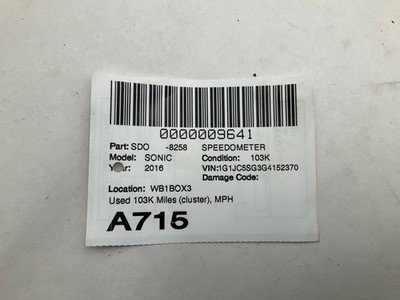 0000009641
Part: SDO -8258 SPEEDOMETER
Model: SONIC Condition: 103K
Year: 2016 VIN:1G1JC5SG3G4152370
Damage Code:
Location: WB1BOX3
Used 103K Miles (cluster), MPH
A715